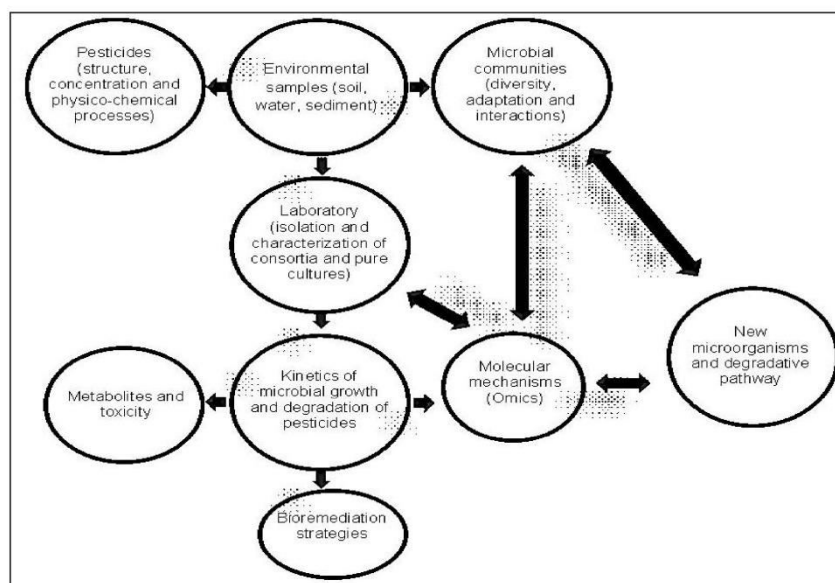 Pesticides
(structure,
concentration and
physico-chemical
processes)
Environmental
samples (soil,
water, sediment)
Microbial
communities
(diversity,
adaptation and
interactions)
Laboratory
(isolation and
characterization of
consortia and pure
cultures)
New
microorganisms
and degradative
pathway
Metabolites and
toxicity
Kinetics of
microbial growth
and degradation of
pesticides
Molecular
mechanisms
(Omics)
Bioremediation
strategies